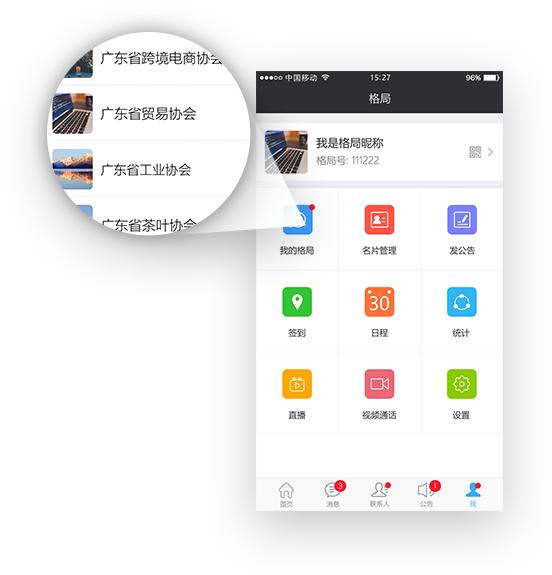 广东省跨境电商协会
广东省贸易协会
广东省工业协会
广东省茶叶协会
中国移动
15:27
96%
格局
我是格局昵称
格局号: 111222
我的格局
名片管理
发公告
30
签到
日程
统计
直播
视频通话
设置
3
1
首页
消息
联系人
公告
我